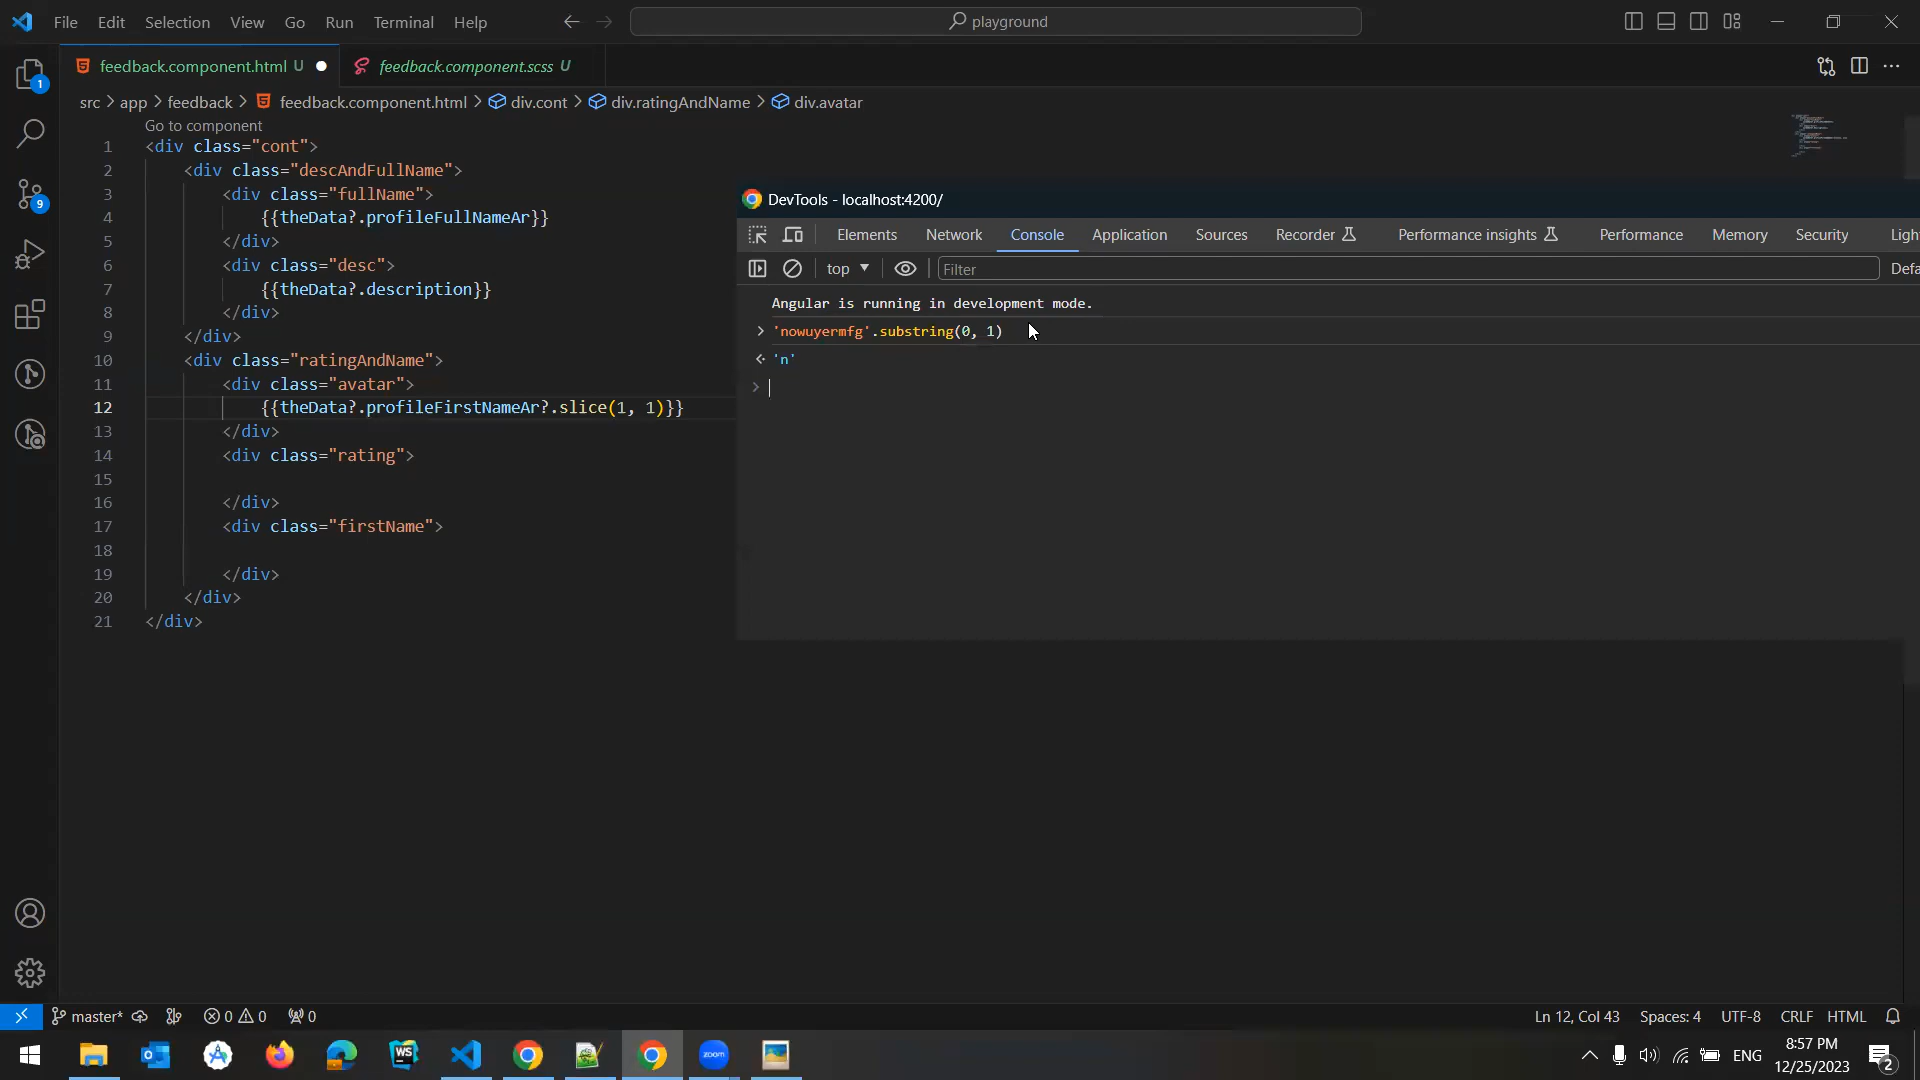 File Edit Selection View Go Run Terminal Help
playground
feedback.component.html U
feedback.component.scss U
src > app > feedback > feedback.component.html > div.cont > div.ratingAndName > div.avatar
Go to component
1 <div class="cont">
2 <div class="descAndFullName">
3 <div class="fullName">
4 {{theData?.profileFullNameAr}}
5 </div>
6 <div class="desc">
7 {{theData?.description}}
8 </div>
9 </div>
10 <div class="ratingAndName">
11 <div class="avatar">
12 {{theData?.profileFirstNameAr?.slice(1, 1)}}
13 </div>
14 <div class="rating">
15
16 </div>
17 <div class="firstName">
18
19 </div>
20 </div>
21 </div>
DevTools - localhost:4200/
Elements Network Console Application Sources Recorder Performance insights Performance Memory Security Ligh
top Filter Defa
Angular is running in development mode.
> 'nowuyermfg'.substring(0, 1)
'n'
>
1
9
master* 0 0 0
Ln 12, Col 43 Spaces: 4 UTF-8 CRLF HTML
WS
zoom
ENG
8:57 PM
12/25/2023
2